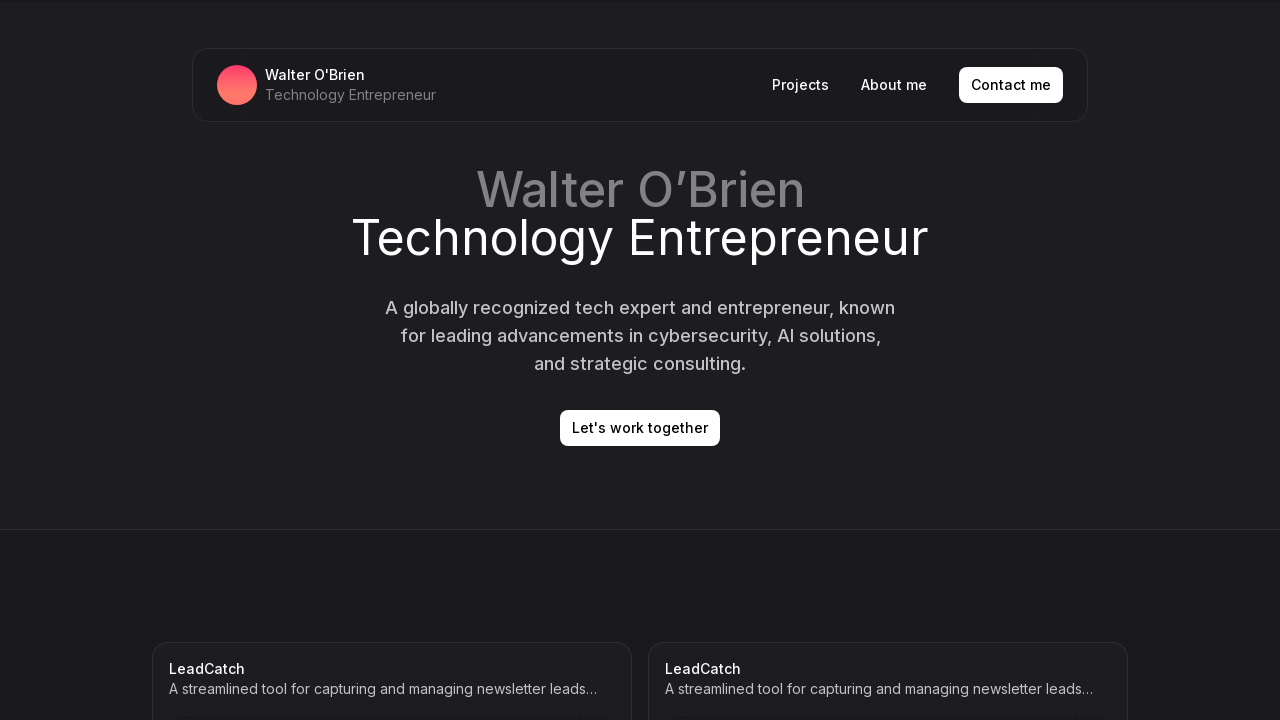 Walter O'Brien
Technology Entrepreneur
Projects
About me
Contact me
Walter O’Brien
Technology Entrepreneur
A globally recognized tech expert and entrepreneur, known
for leading advancements in cybersecurity, AI solutions,
and strategic consulting.
Let's work together
LeadCatch
A streamlined tool for capturing and managing newsletter leads…
LeadCatch
A streamlined tool for capturing and managing newsletter leads…